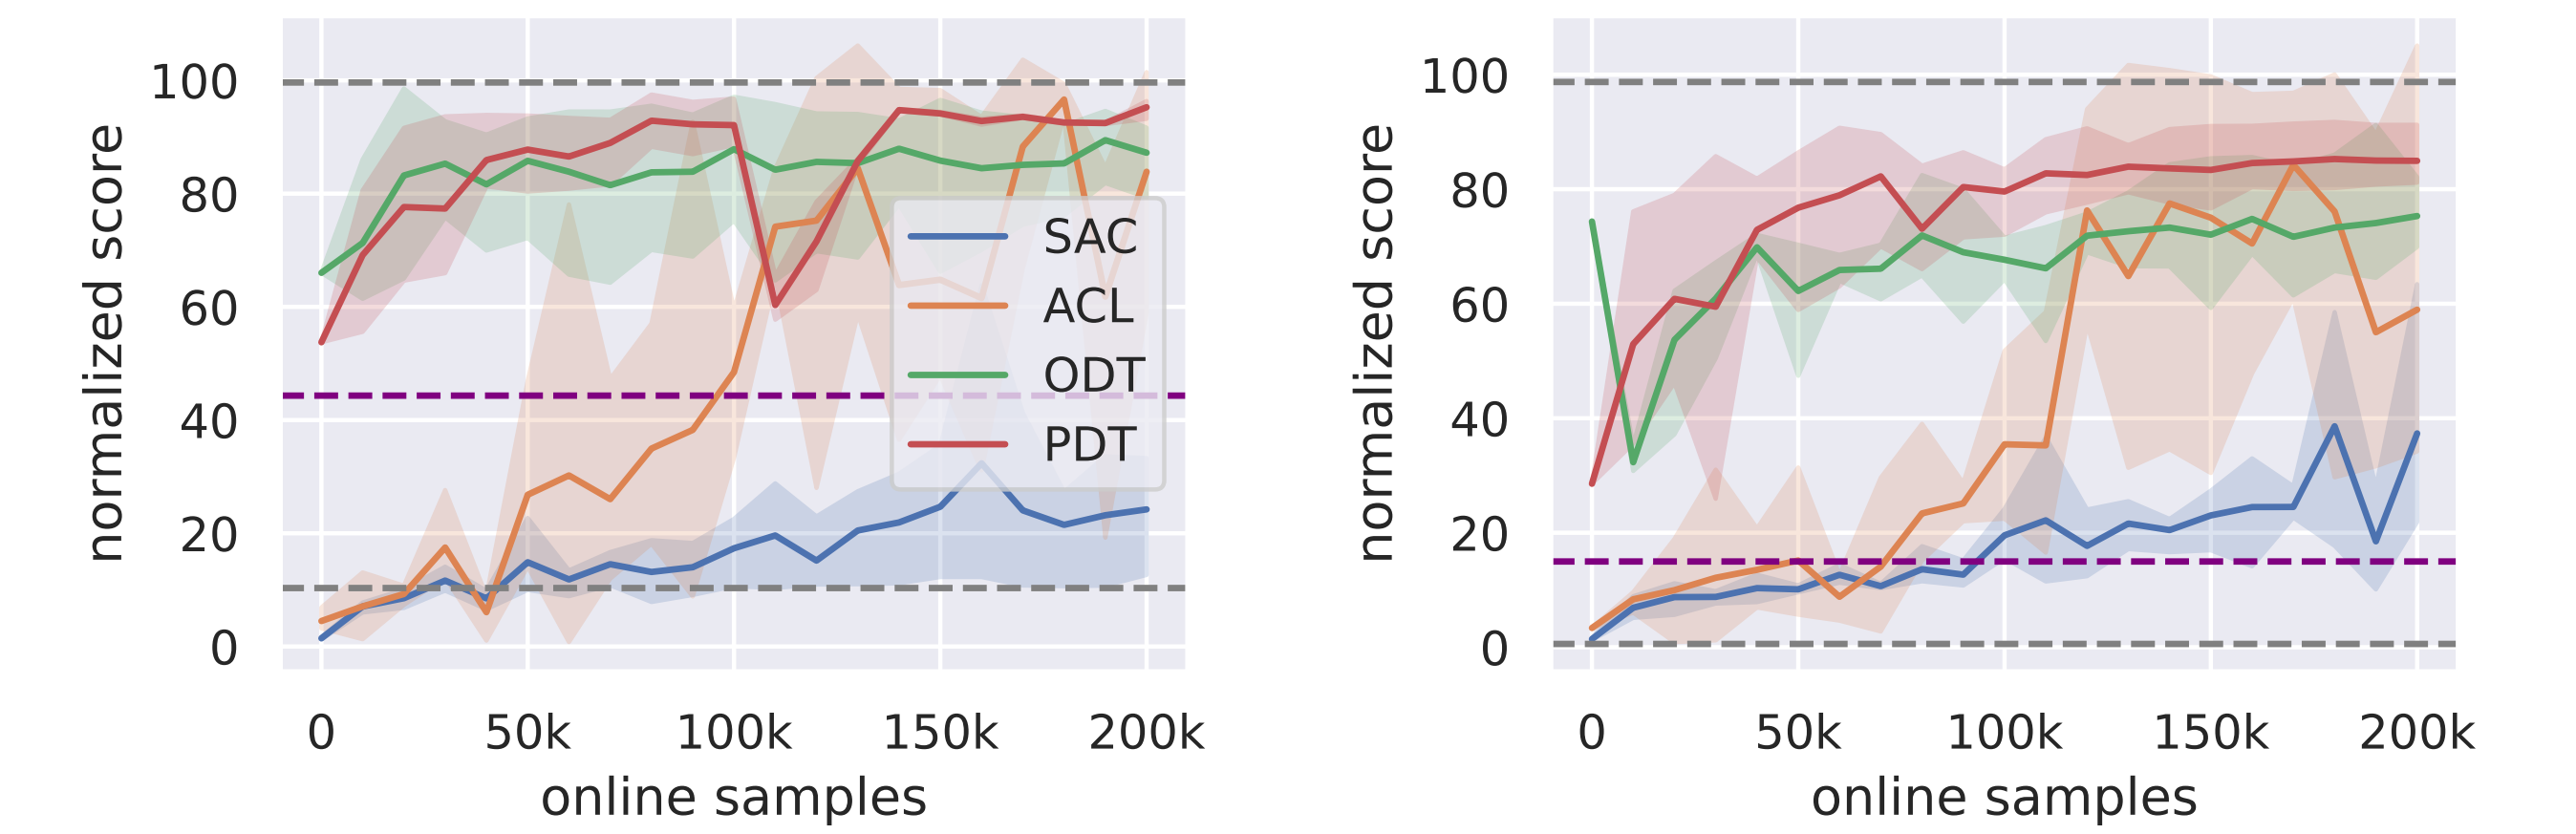 normalized score
100
80
60
40
20
0
SAC
ACL
ODT
PDT
0 50k 100k 150k 200k
online samples
normalized score
100
80
60
40
20
0
0 50k 100k 150k 200k
online samples